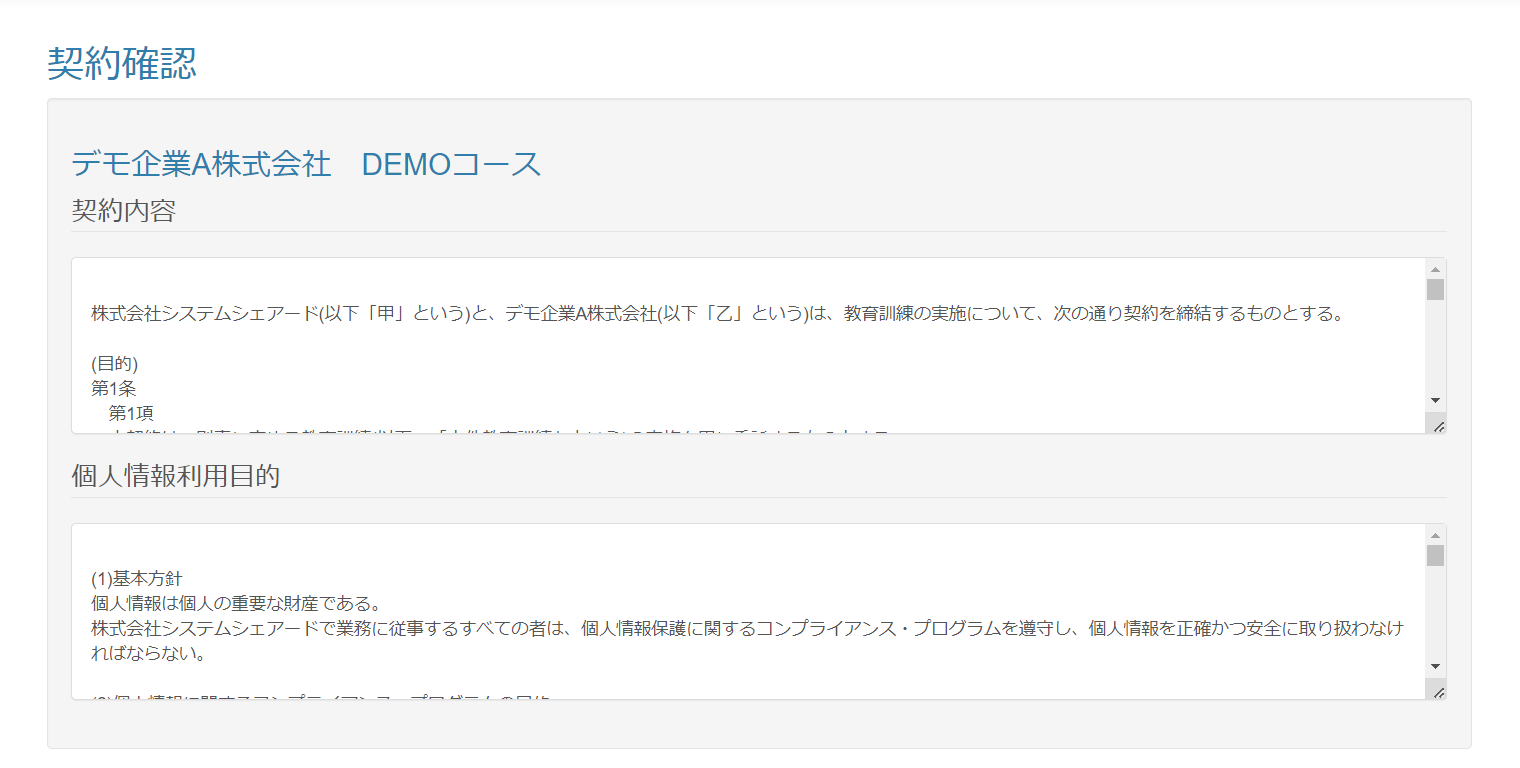 契約確認
デモ企業A株式会社　DEMOコース
契約内容
株式会社システムシェアード(以下「甲」という)と、デモ企業A株式会社(以下「乙」という)は、教育訓練の実施について、次の通り契約を締結するものとする。
(目的)
第1条
第1項
個人情報利用目的
(1)基本方針
個人情報は個人の重要な財産である。
株式会社システムシェアードで業務に従事するすべての者は、個人情報保護に関するコンプライアンス・プログラムを遵守し、個人情報を正確かつ安全に取り扱わなけ
ればならない。